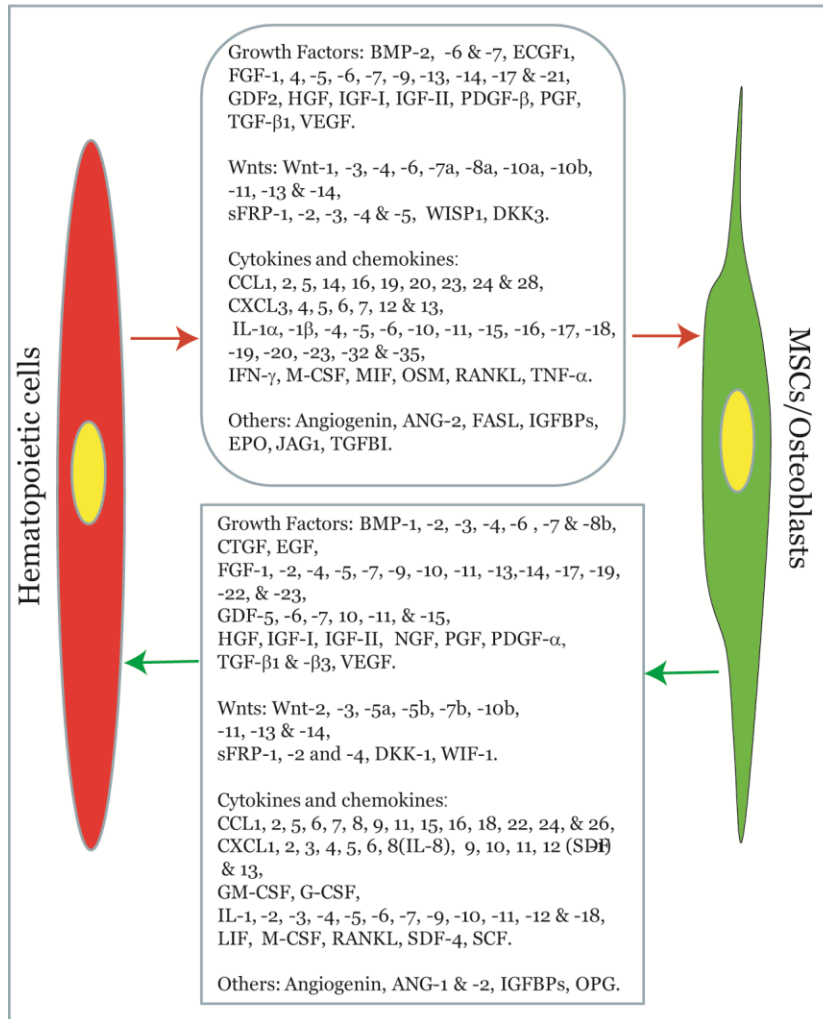 Hematopoietic cells
Growth Factors: BMP-2, -6 & -7, ECGF1,
FGF-1, 4, -5, -6, -7, -9, -13, -14, -17 & -21,
GDF2, HGF, IGF-I, IGF-II, PDGF-β, PGF,
TGF-β1, VEGF.
Wnts: Wnt-1, -3, -4, -6, -7a, -8a, -10a, -10b,
-11, -13 & -14,
sFRP-1, -2, -3, -4 & -5, WISP1, DKK3.
Cytokines and chemokines:
CCL1, 2, 5, 14, 16, 19, 20, 23, 24 & 28,
CXCL3, 4, 5, 6, 7, 12 & 13,
IL-1α, -1β, -4, -5, -6, -10, -11, -15, -16, -17, -18,
-19, -20, -23, -32 & -35,
IFN-γ, M-CSF, MIF, OSM, RANKL, TNF-α.
Others: Angiogenin, ANG-2, FASL, IGFBPs,
EPO, JAG1, TGFBI.
Growth Factors: BMP-1, -2, -3, -4, -6 , -7 & -8b,
CTGF, EGF,
FGF-1, -2, -4, -5, -7, -9, -10, -11, -13,-14, -17, -19,
-22, & -23,
GDF-5, -6, -7, 10, -11, & -15,
HGF, IGF-I, IGF-II, NGF, PGF, PDGF-α,
TGF-β1 & -β3, VEGF.
Wnts: Wnt-2, -3, -5a, -5b, -7b, -10b,
-11, -13 & -14,
sFRP-1, -2 and -4, DKK-1, WIF-1.
Cytokines and chemokines:
CCL1, 2, 5, 6, 7, 8, 9, 11, 15, 16, 18, 22, 24, & 26,
CXCL1, 2, 3, 4, 5, 6, 8(IL-8), 9, 10, 11, 12 (SDF-1)
& 13,
GM-CSF, G-CSF,
IL-1, -2, -3, -4, -5, -6, -7, -9, -10, -11, -12 & -18,
LIF, M-CSF, RANKL, SDF-4, SCF.
Others: Angiogenin, ANG-1 & -2, IGFBPs, OPG.
MSCs/Osteoblasts